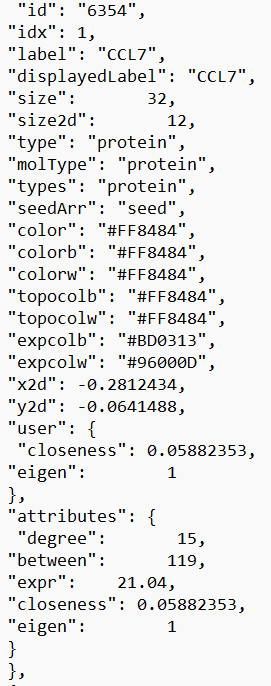 "id": "6354",
"idx": 1,
"label": "CCL7",
"displayedLabel": "CCL7",
"size":        32,
"size2d":        12,
"type": "protein",
"molType": "protein",
"types": "protein",
"seedArr": "seed",
"color": "#FF8484",
"colorb": "#FF8484",
"colorw": "#FF8484",
"topocolb": "#FF8484",
"topocolw": "#FF8484",
"expcolb": "#BD0313",
"expcolw": "#96000D",
"x2d": -0.2812434,
"y2d": -0.0641488,
"user": {
"closeness": 0.05882353,
"eigen":        1
},
"attributes": {
"degree":        15,
"between":        119,
"expr":    21.04,
"closeness": 0.05882353,
"eigen":        1
}
},